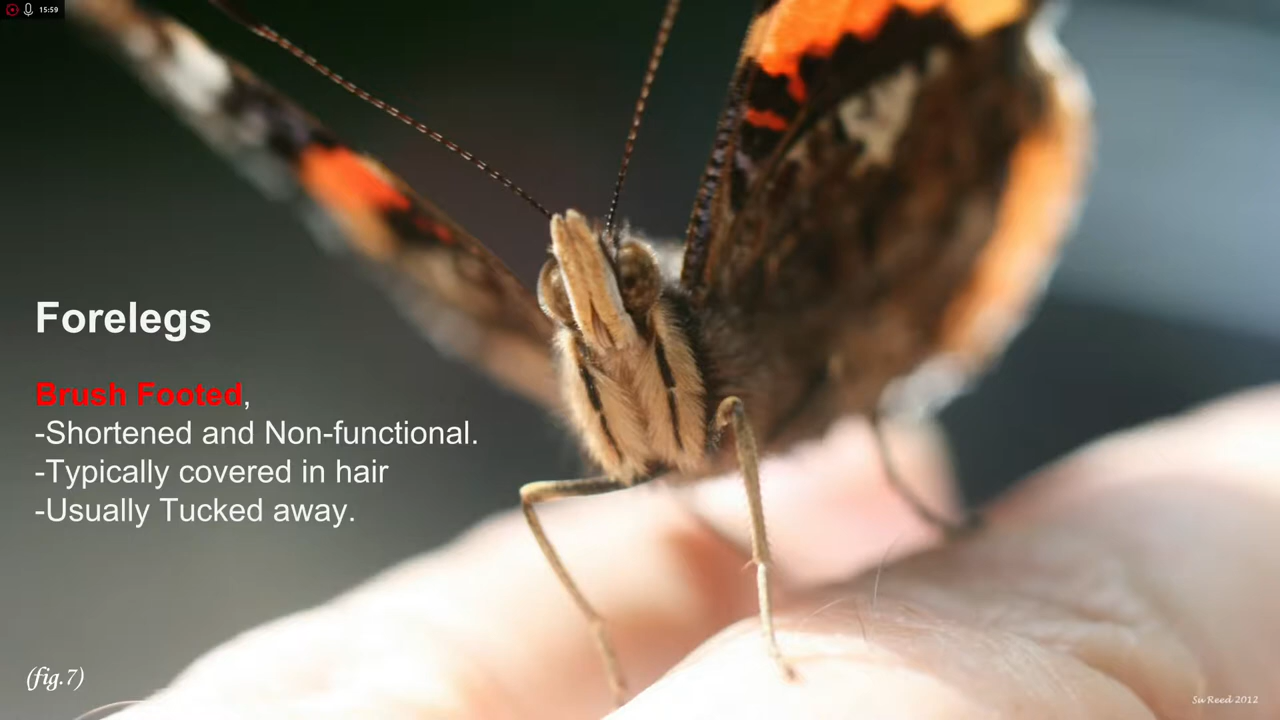 15:59
Forelegs
Brush Footed,
-Shortened and Non-functional.
-Typically covered in hair
-Usually Tucked away.
(fig.7)
Su Reed 2012